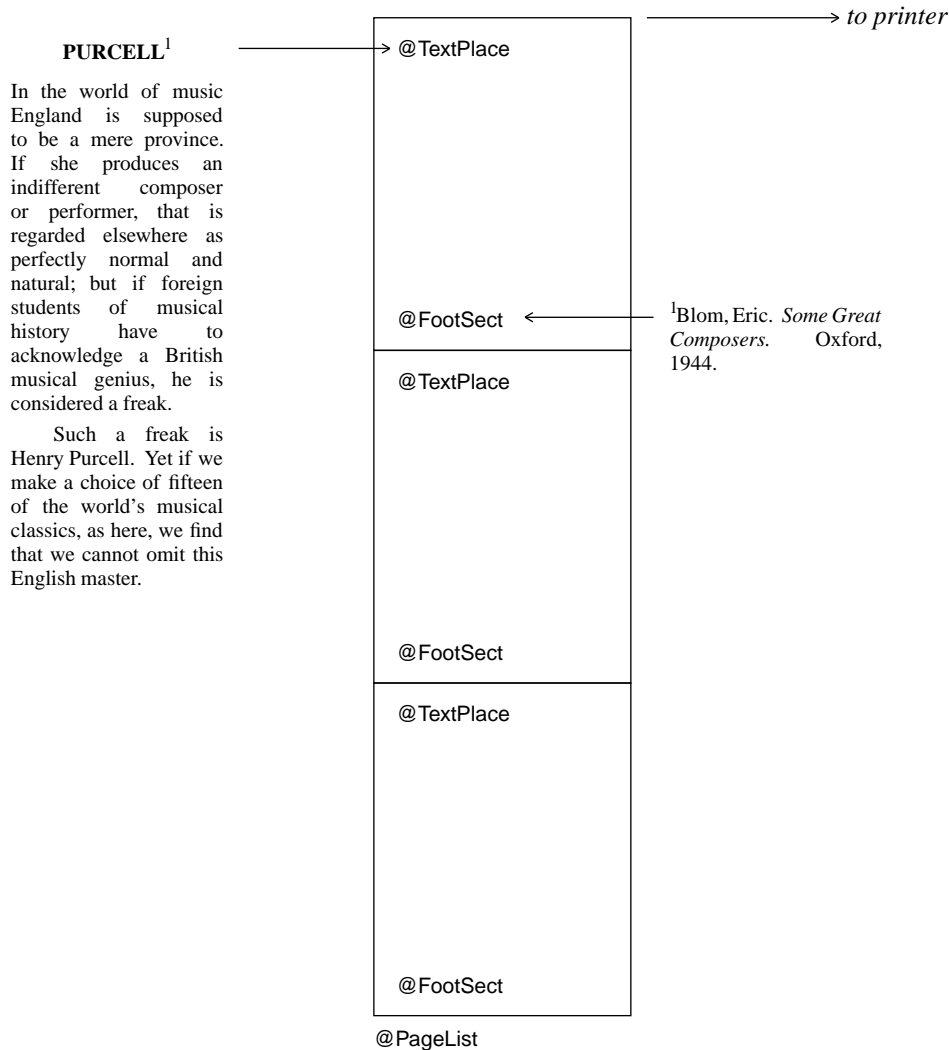 to printer
PURCELL1
In the world of music
England is supposed
to be a mere province.
If she produces an
indifferent composer
or performer, that is
regarded elsewhere as
perfectly normal and
natural; but if foreign
students of musical
history have to
acknowledge a British
musical genius, he is
considered a freak.
Such a freak is
Henry Purcell. Yet if we
make a choice of fifteen
of the world's musical
classics, as here, we find
that we cannot omit this
English master.
@TextPlace
@FootSect
1Blom, Eric. Some Great
Composers. Oxford,
1944.
@TextPlace
@FootSect
@TextPlace
@FootSect
@PageList